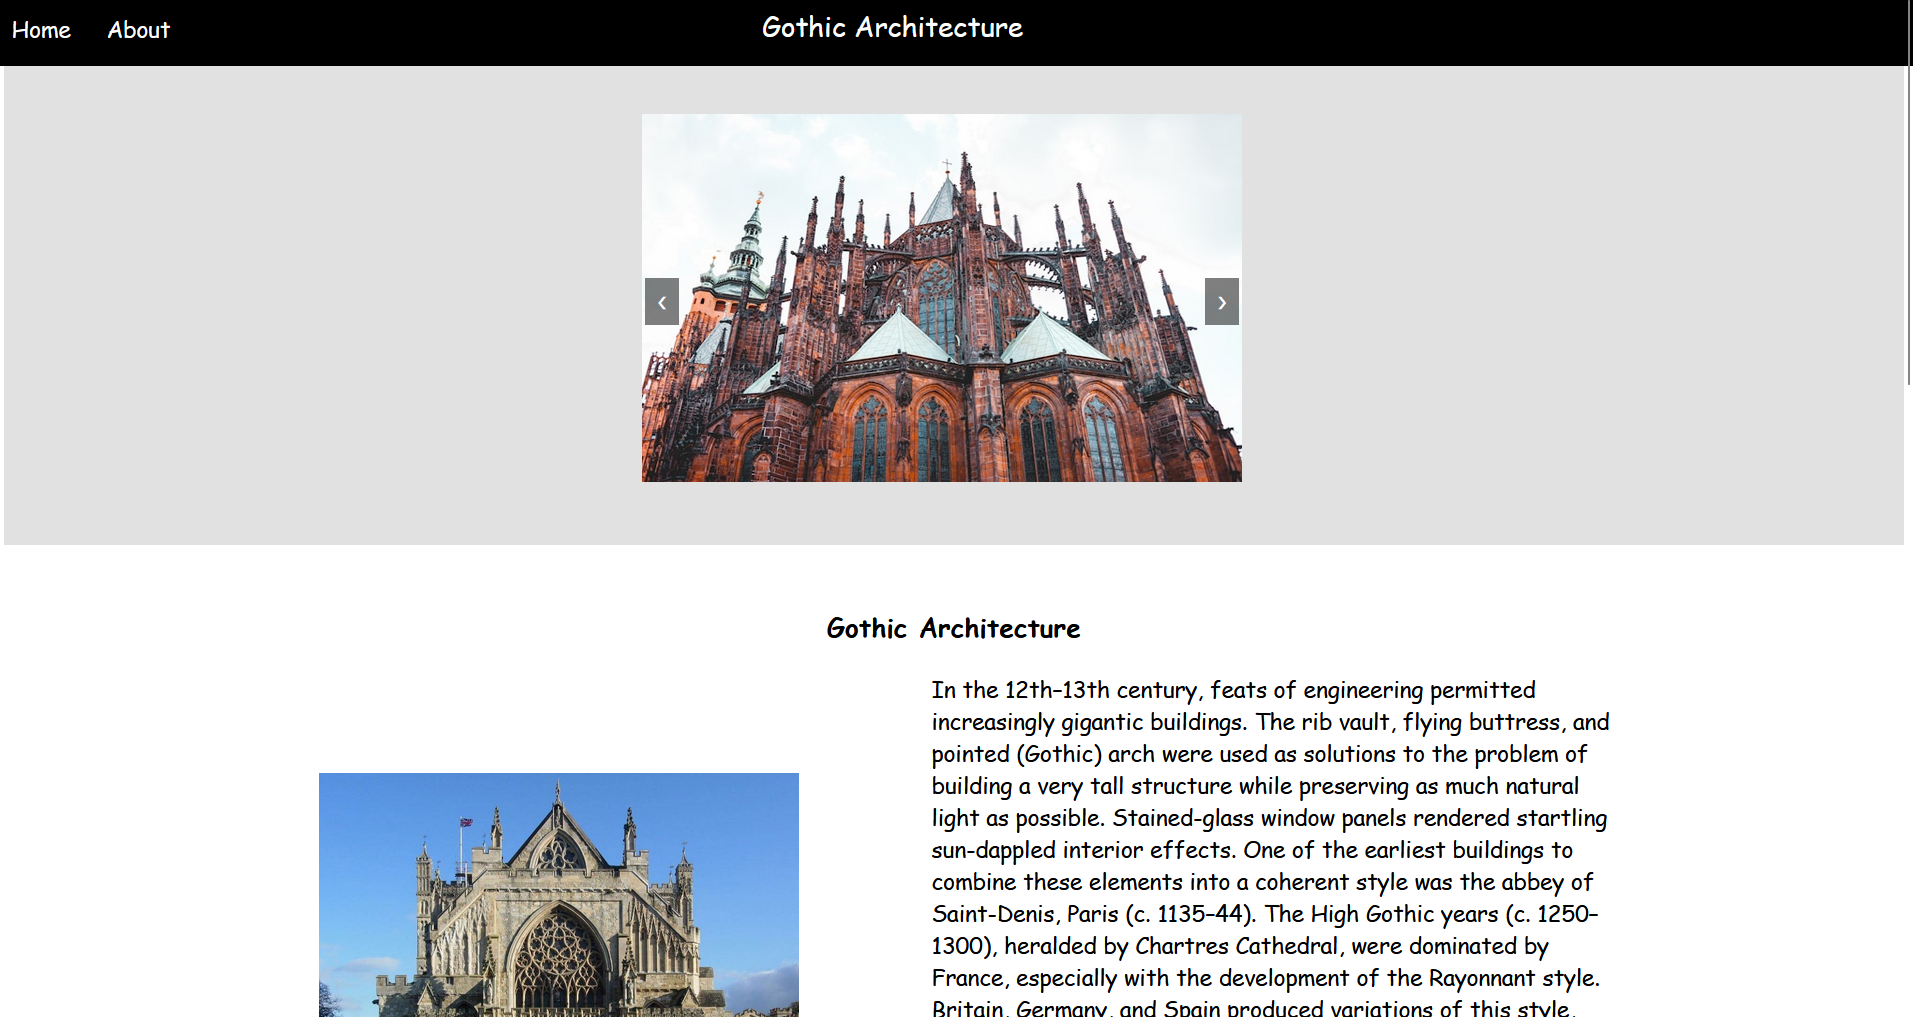 Home About Gothic Architecture
‹ ›
Gothic Architecture
In the 12th–13th century, feats of engineering permitted
increasingly gigantic buildings. The rib vault, flying buttress, and
pointed (Gothic) arch were used as solutions to the problem of
building a very tall structure while preserving as much natural
light as possible. Stained-glass window panels rendered startling
sun-dappled interior effects. One of the earliest buildings to
combine these elements into a coherent style was the abbey of
Saint-Denis, Paris (c. 1135–44). The High Gothic years (c. 1250–
1300), heralded by Chartres Cathedral, were dominated by
France, especially with the development of the Rayonnant style.
Britain, Germany, and Spain produced variations of this style,